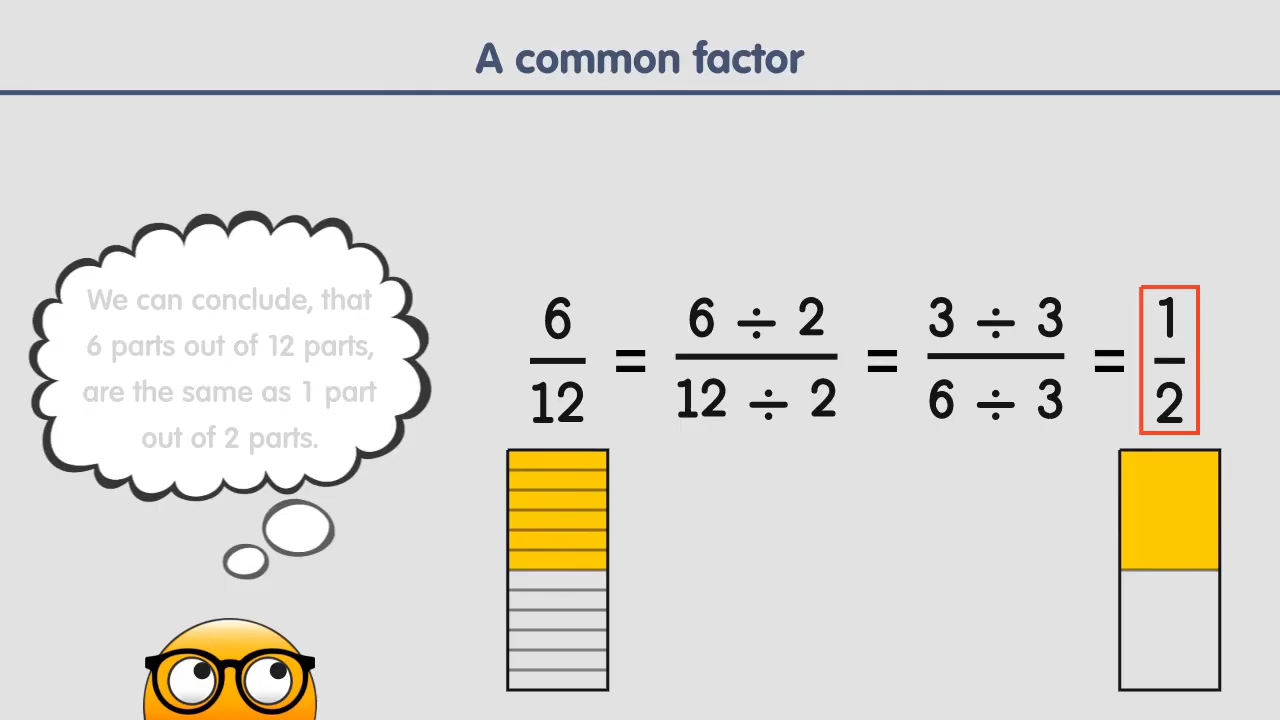 A common factor
We can conclude, that
6 parts out of 12 parts,
are the same as 1 part
out of 2 parts.
6/12 = (6 ÷ 2)/(12 ÷ 2) = (3 ÷ 3)/(6 ÷ 3) = 1/2